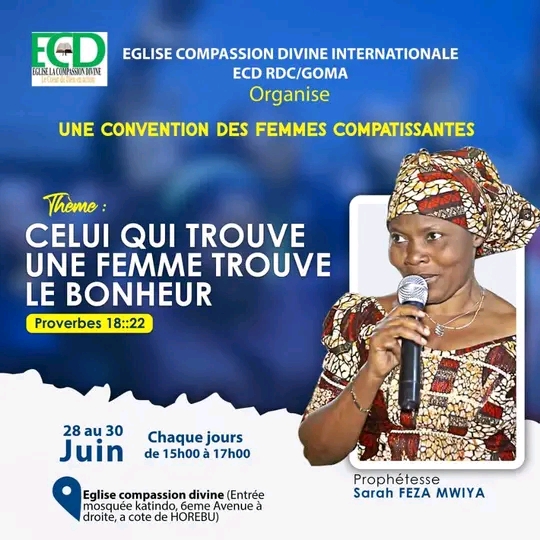 ECD
EGLISE LA COMPASSION DIVINE
EGLISE COMPASSION DIVINE INTERNATIONALE
ECD RDC/GOMA
Organise
UNE CONVENTION DES FEMMES COMPATISSANTES
Thème :
CELUI QUI TROUVE
UNE FEMME TROUVE
LE BONHEUR
Proverbes 18::22
28 au 30
Juin
Chaque jours
de 15h00 à 17h00
Eglise compassion divine (Entrée
mosquée katindo, 6eme Avenue à
droite, a cote de HOREBU)
Prophétesse
Sarah FEZA MWIYA